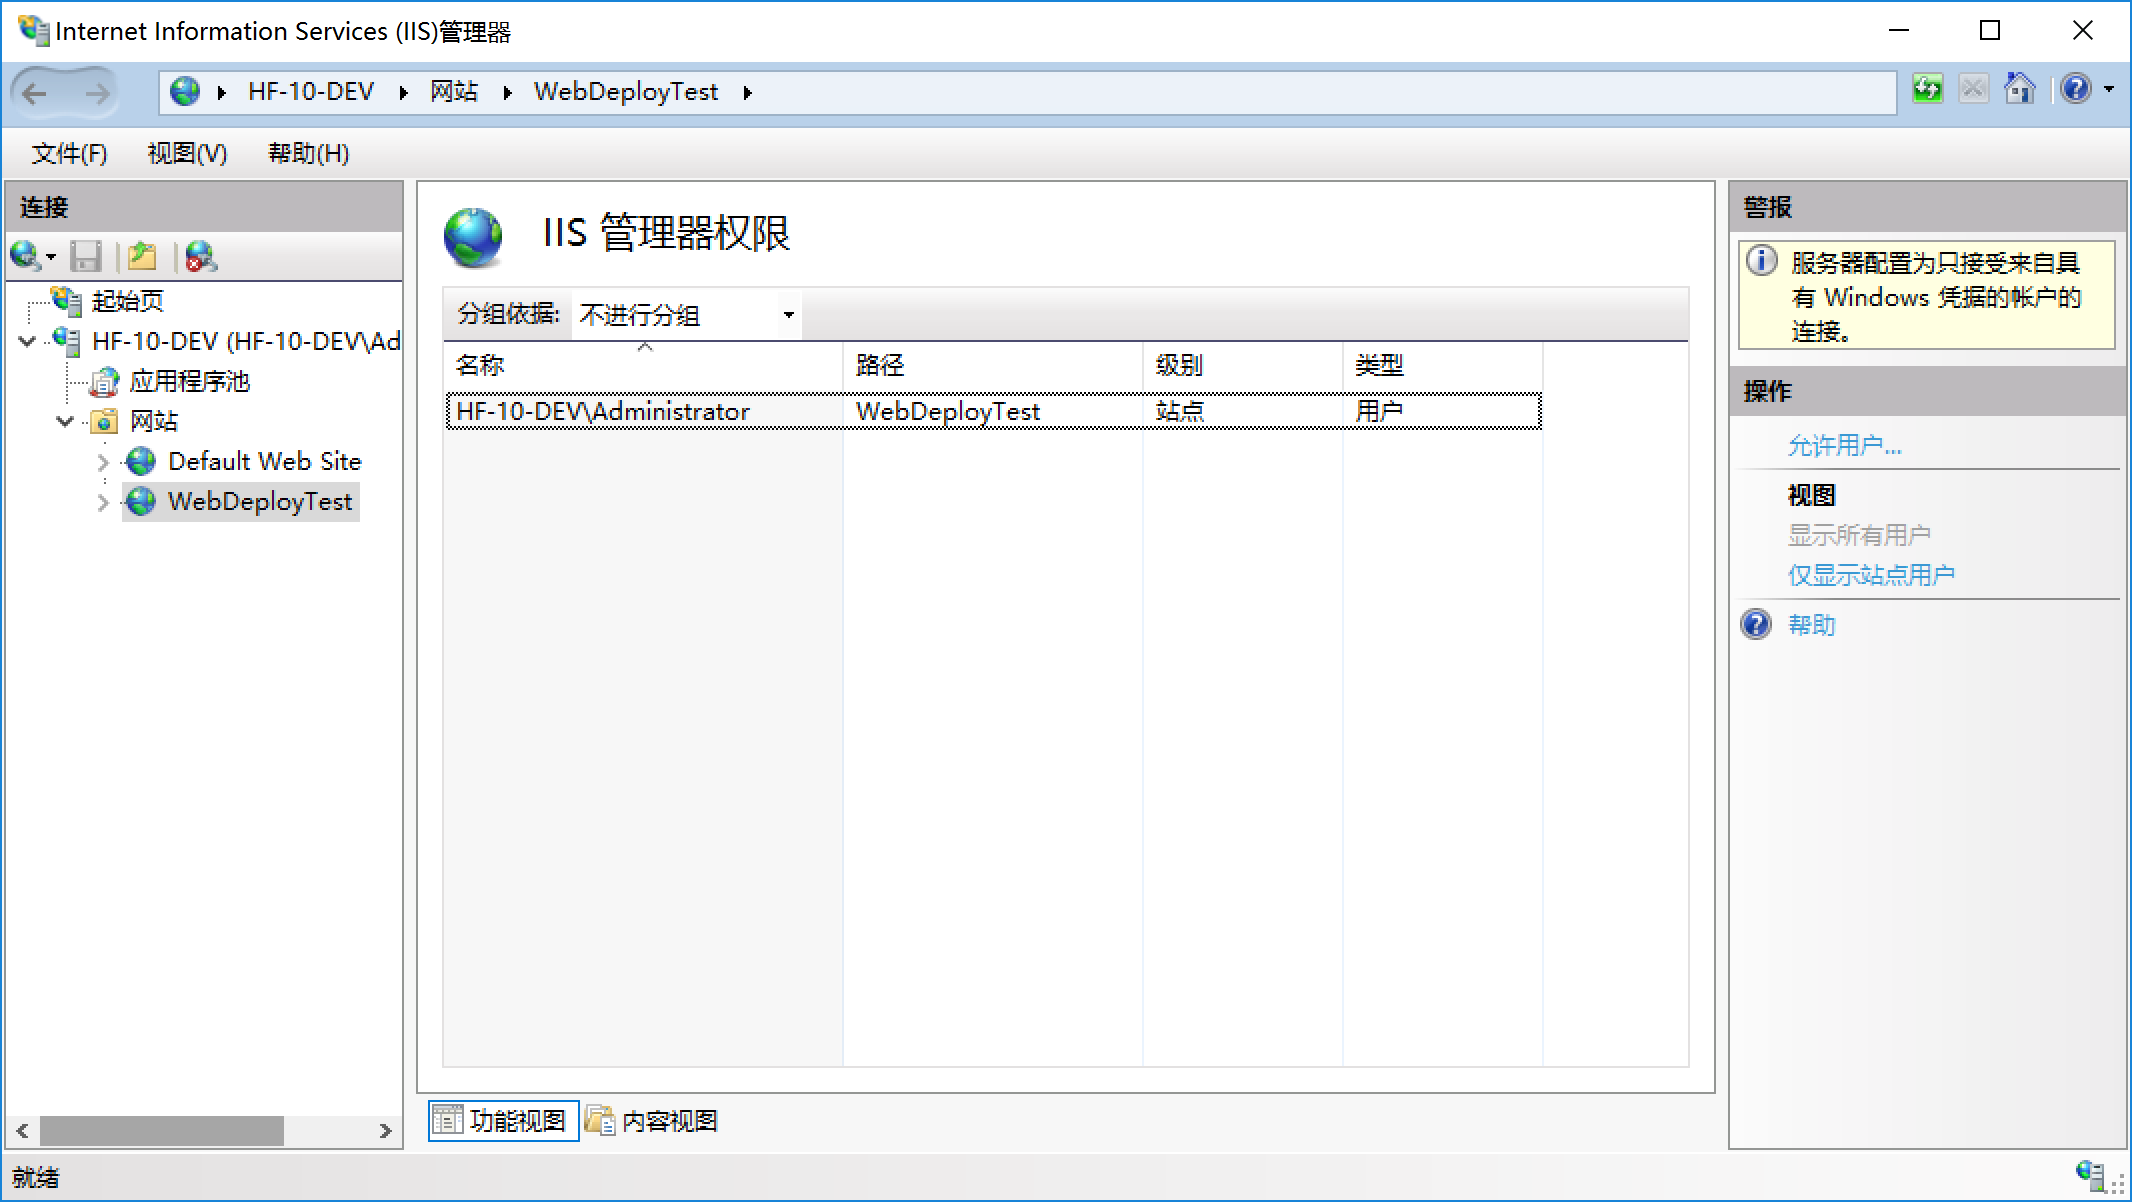 Internet Information Services (IIS)管理器
HF-10-DEV 网站 WebDeployTest
文件(F) 视图(V) 帮助(H)
连接
起始页
HF-10-DEV (HF-10-DEV\Ad
应用程序池
网站
Default Web Site
WebDeployTest
IIS 管理器权限
分组依据: 不进行分组
名称 路径 级别 类型
HF-10-DEV\Administrator WebDeployTest 站点 用户
功能视图 内容视图
警报
服务器配置为只接受来自具
有 Windows 凭据的帐户的
连接。
操作
允许用户...
视图
显示所有用户
仅显示站点用户
帮助
就绪